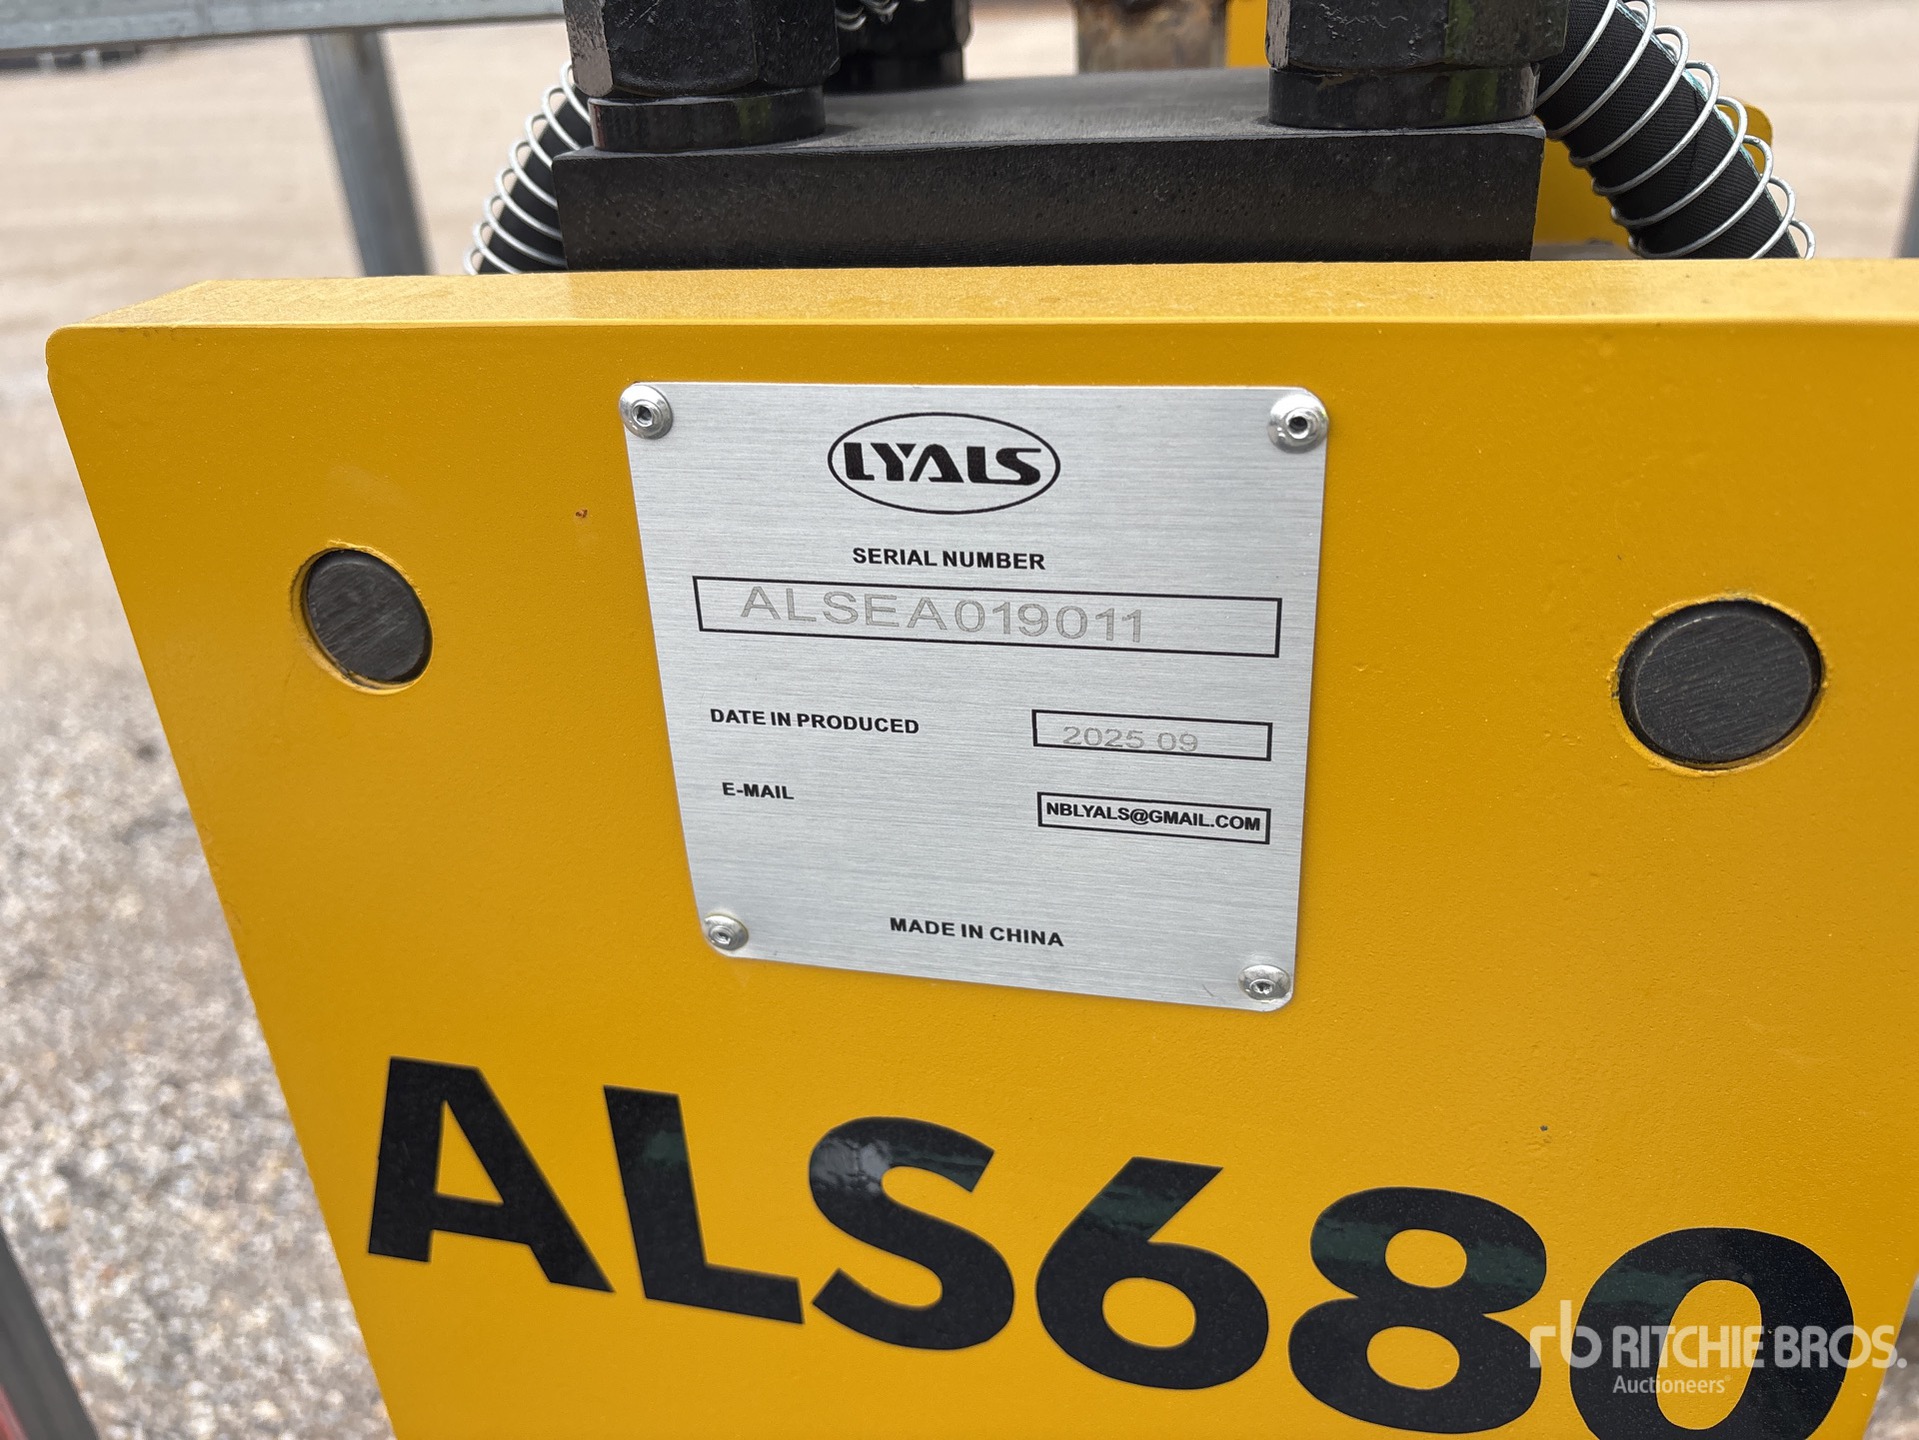 LYALS
SERIAL NUMBER
ALSEA019011
DATE IN PRODUCED
2025 09
E-MAIL
NBLYALS@GMAIL.COM
MADE IN CHINA
ALS680
rb RITCHIE BROS.
Auctioneers